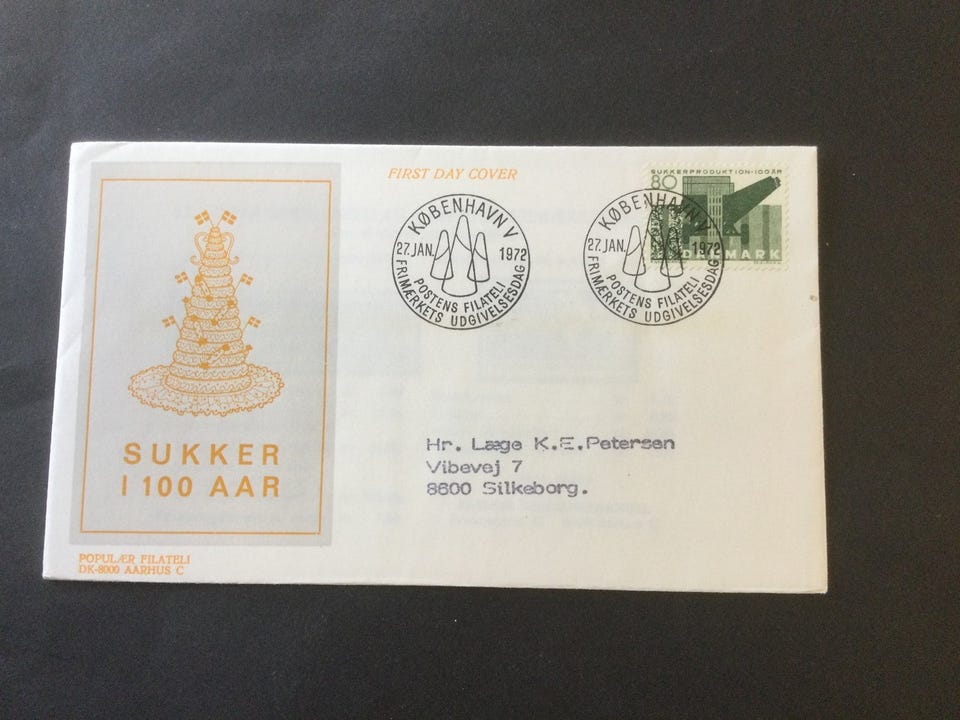 FIRST DAY COVER
SUKKERPRODUKTION-100 ÅR
80
DANMARK
KØBENHAVN V
27. JAN. 1972
POSTENS FILATELI
FRIMÆRKETS UDGIVELSESDAG
KØBENHAVN V
27. JAN. 1972
POSTENS FILATELI
FRIMÆRKETS UDGIVELSESDAG
SUKKER
I 100 AAR
Hr. Læge K.E.Petersen
Vibevej 7
8600 Silkeborg.
POPULÆR FILATELI
DK-8000 AARHUS C